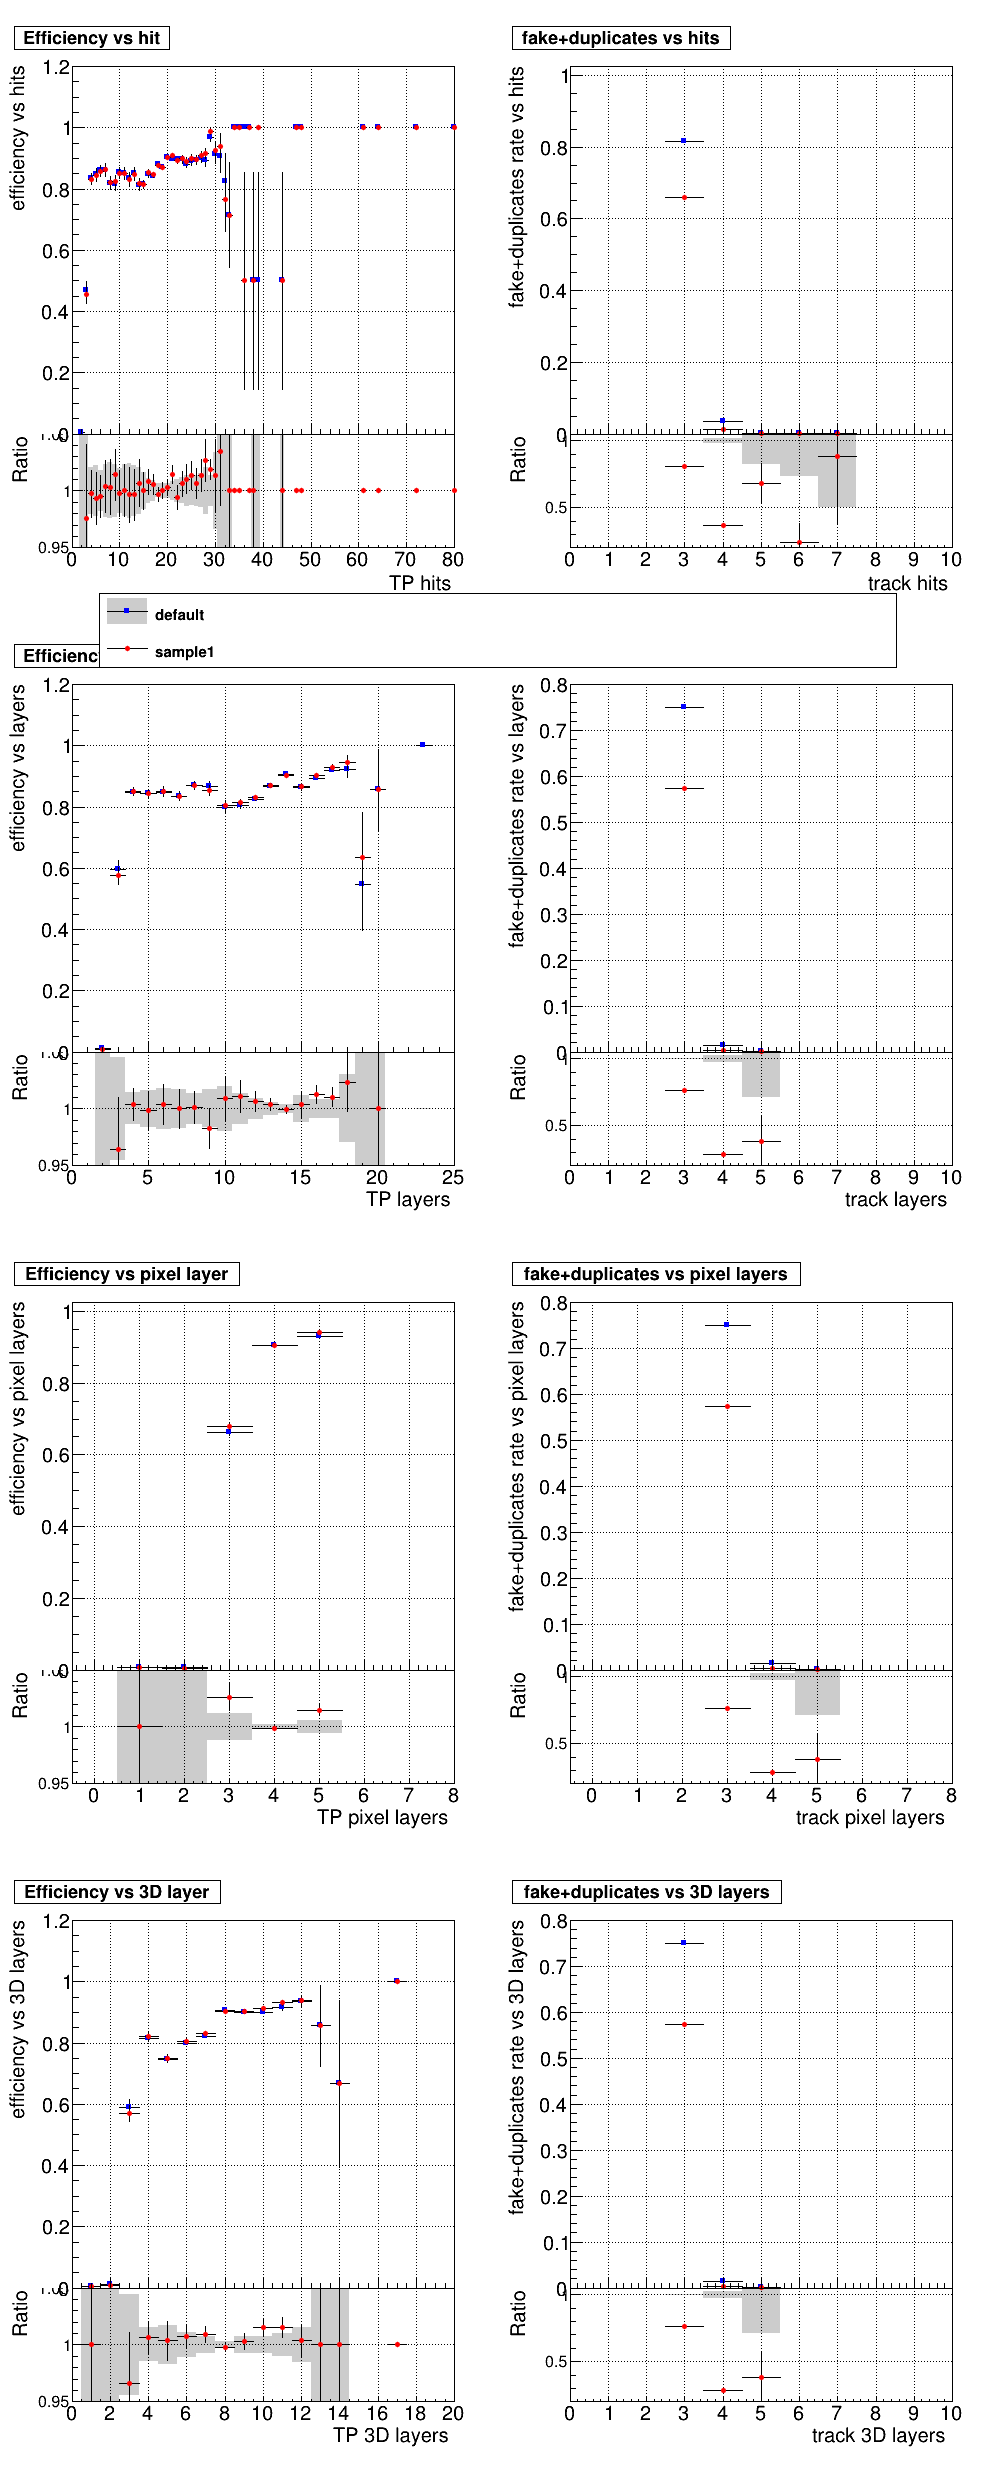 Efficiency vs hit
fake+duplicates vs hits
efficiency vs hits
1.2
1
0.8
0.6
0.4
0.2
0
Ratio
1
0.95
0 10 20 30 40 50 60 70 80
TP hits
fake+duplicates rate vs hits
1
0.8
0.6
0.4
0.2
0
Ratio
1
0.5
0 1 2 3 4 5 6 7 8 9 10
track hits
default
sample1
efficiency vs layers
1.2
1
0.8
0.6
0.4
0.2
0
Ratio
1
0.95
0 5 10 15 20 25
TP layers
fake+duplicates rate vs layers
0.8
0.7
0.6
0.5
0.4
0.3
0.2
0.1
0
Ratio
1
0.5
0 1 2 3 4 5 6 7 8 9 10
track layers
Efficiency vs pixel layer
fake+duplicates vs pixel layers
efficiency vs pixel layers
1
0.8
0.6
0.4
0.2
0
Ratio
1
0.95
0 1 2 3 4 5 6 7 8
TP pixel layers
fake+duplicates rate vs pixel layers
0.8
0.7
0.6
0.5
0.4
0.3
0.2
0.1
0
Ratio
1
0.5
0 1 2 3 4 5 6 7 8
track pixel layers
Efficiency vs 3D layer
fake+duplicates vs 3D layers
efficiency vs 3D layers
1.2
1
0.8
0.6
0.4
0.2
0
Ratio
1
0.95
0 2 4 6 8 10 12 14 16 18 20
TP 3D layers
fake+duplicates rate vs 3D layers
0.8
0.7
0.6
0.5
0.4
0.3
0.2
0.1
0
Ratio
1
0.5
0 1 2 3 4 5 6 7 8 9 10
track 3D layers